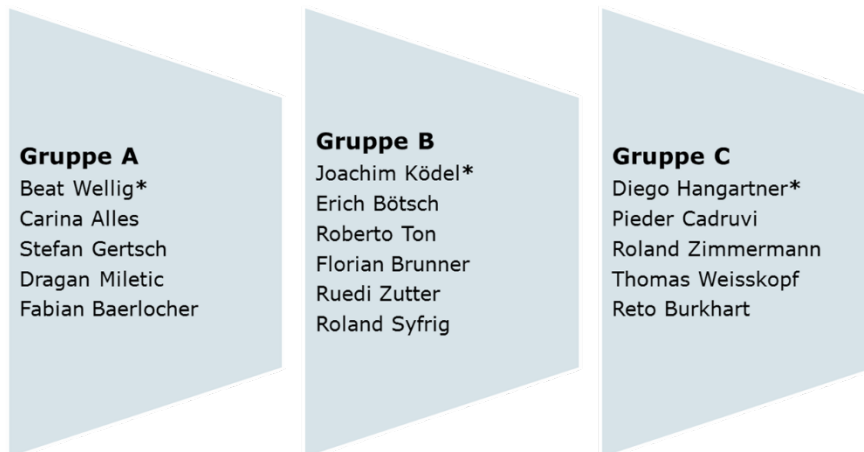 Gruppe A
Beat Wellig*
Carina Alles
Stefan Gertsch
Dragan Miletic
Fabian Baerlocher
Gruppe B
Joachim Ködel*
Erich Bötsch
Roberto Ton
Florian Brunner
Ruedi Zutter
Roland Syfrig
Gruppe C
Diego Hangartner*
Pieder Cadruvi
Roland Zimmermann
Thomas Weisskopf
Reto Burkhart